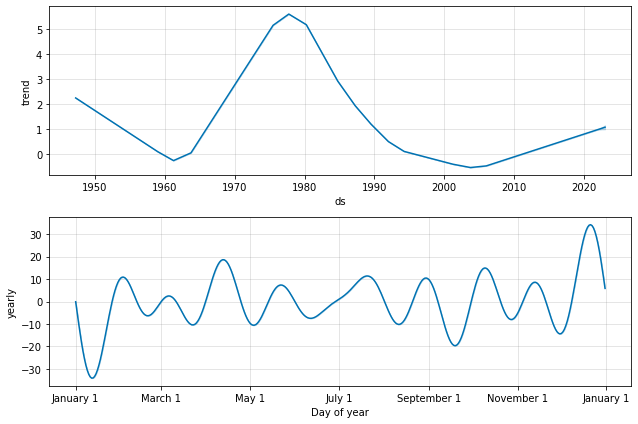 5
4
3
2
1
0
trend
1950 1960 1970 1980 1990 2000 2010 2020
ds
30
20
10
0
−10
−20
−30
yearly
January 1 March 1 May 1 July 1 September 1 November 1 January 1
Day of year